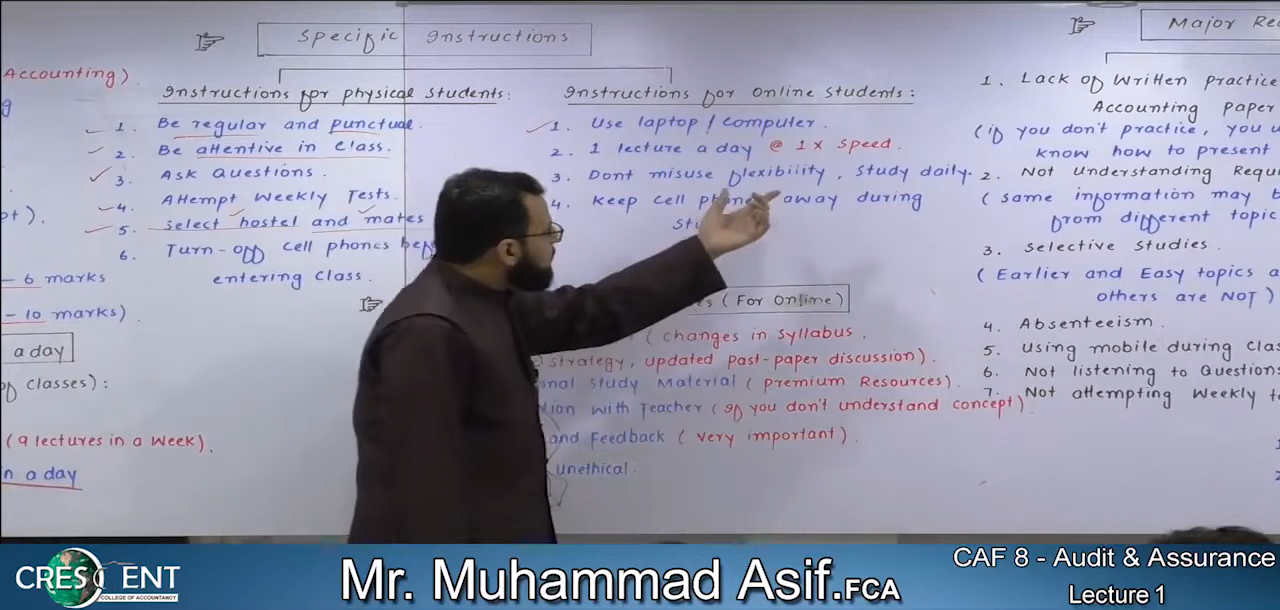 Specific Instructions
Accounting)
Instructions for physical students:
1. Be regular and punctual.
2. Be attentive in class.
3. Ask Questions.
4. Attempt Weekly Tests.
5. Select hostel and mates
6. Turn-off cell phones
entering class.
- 6 marks
- 10 marks).
a day
of classes):
(9 lectures in a week).
in a day
Instructions for online students:
1. Use laptop / computer.
2. 1 lecture a day @ 1x speed.
3. Dont misuse flexibility, study daily.
4. Keep cell phone away during
(For Online)
(changes in syllabus
strategy, updated past-paper discussion).
Study Material (premium Resources).
with Teacher (If you don't understand concept).
and Feedback (very important).
unethical.
Major
1. Lack of Written practice
Accounting paper
(if you don't practice, you
know how to present
2. Not Understanding
(same information may
from different topic
3. Selective studies.
(Earlier and Easy topics
others are NOT)
4. Absenteeism.
5. Using mobile during
6. Not listening to
7. Not attempting Weekly
CRESCENT
COLLEGE OF ACCOUNTANCY
Mr. Muhammad Asif.FCA
CAF 8 - Audit & Assurance
Lecture 1